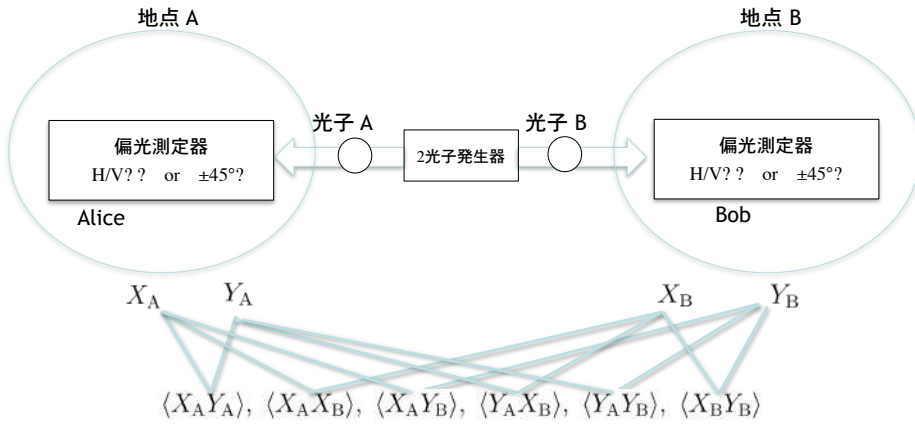 地点 A
地点 B
光子 A
光子 B
偏光測定器
H/V? ? or ±45°?
2光子発生器
偏光測定器
H/V? ? or ±45°?
Alice
Bob
X_A Y_A X_B Y_B
⟨X_A Y_A⟩, ⟨X_A X_B⟩, ⟨X_A Y_B⟩, ⟨Y_A X_B⟩, ⟨Y_A Y_B⟩, ⟨X_B Y_B⟩